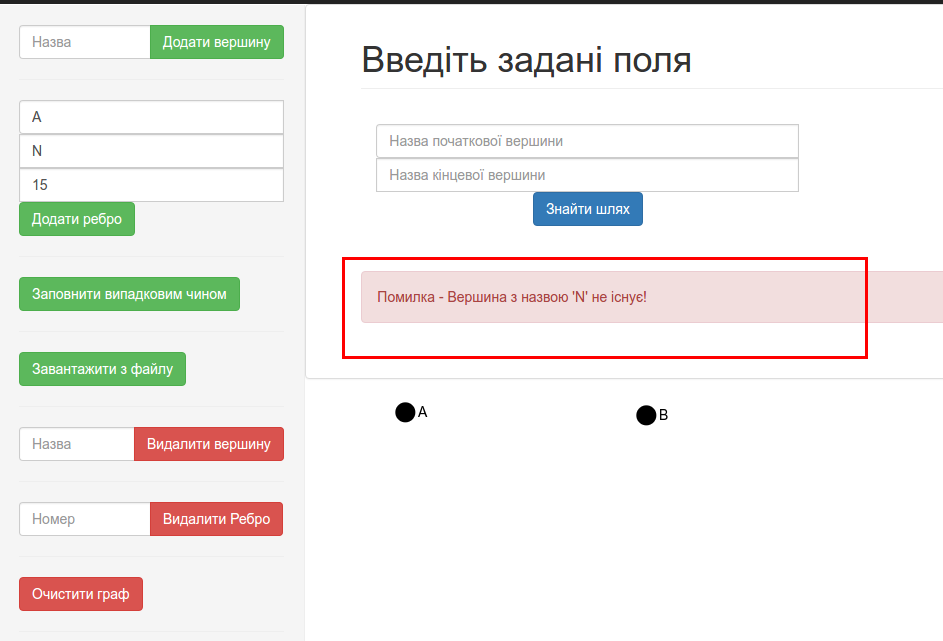 Назва
Додати вершину
A
N
15
Додати ребро
Заповнити випадковим чином
Завантажити з файлу
Назва
Видалити вершину
Номер
Видалити Ребро
Очистити граф
Введіть задані поля
Назва початкової вершини
Назва кінцевої вершини
Знайти шлях
Помилка - Вершина з назвою 'N' не існує!
A
B